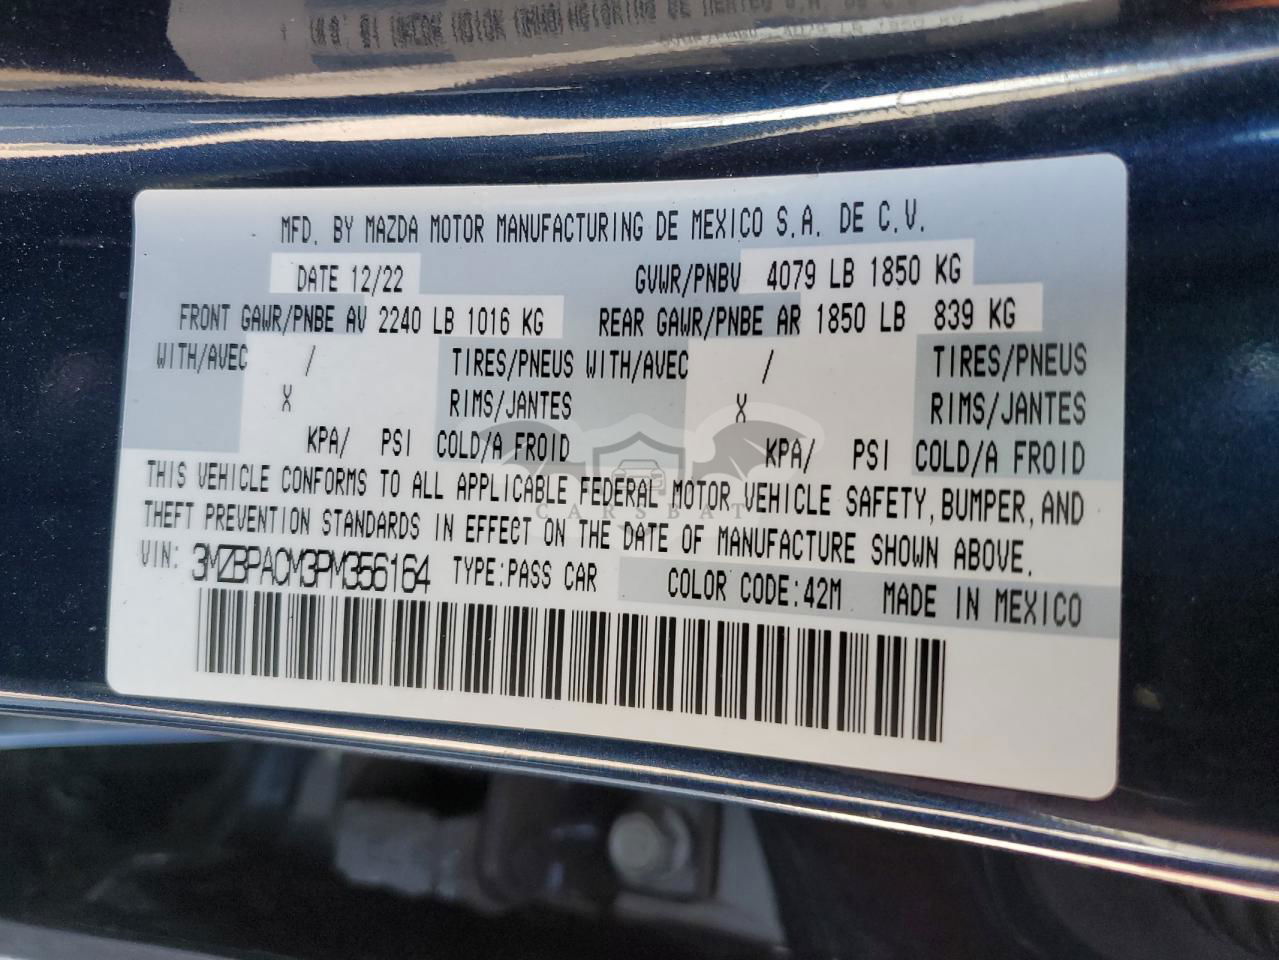 MFD. BY MAZDA MOTOR MANUFACTURING DE MEXICO S.A. DE C.V.
DATE 12/22 GVWR/PNBV 4079 LB 1850 KG
FRONT GAWR/PNBE AV 2240 LB 1016 KG REAR GAWR/PNBE AR 1850 LB 839 KG
WITH/AVEC / TIRES/PNEUS WITH/AVEC / TIRES/PNEUS
X RIMS/JANTES X RIMS/JANTES
KPA/ PSI COLD/A FROID KPA/ PSI COLD/A FROID
THIS VEHICLE CONFORMS TO ALL APPLICABLE FEDERAL MOTOR VEHICLE SAFETY, BUMPER, AND
THEFT PREVENTION STANDARDS IN EFFECT ON THE DATE OF MANUFACTURE SHOWN ABOVE.
VIN: 3MZBPACM3PM356164 TYPE: PASS CAR COLOR CODE: 42M MADE IN MEXICO
CARSBAT